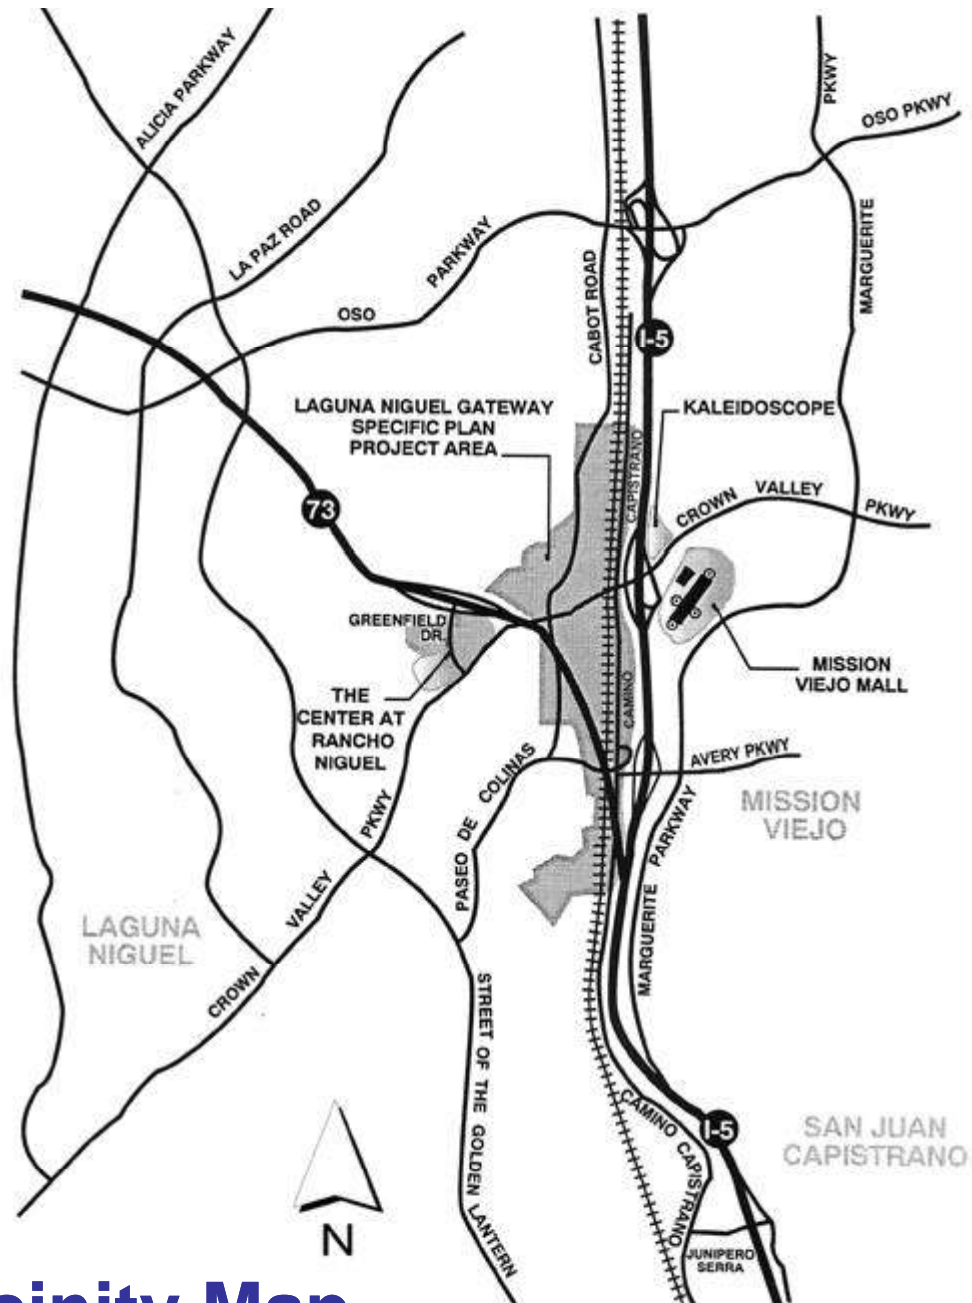 ALICIA PARKWAY
PKWY
OSO PKWY
LA PAZ ROAD
PARKWAY
OSO
CABOT ROAD
MARGUERITE
I-5
LAGUNA NIGUEL GATEWAY
SPECIFIC PLAN
PROJECT AREA
KALEIDOSCOPE
CAPISTRANO
CROWN
VALLEY
PKWY
73
GREENFIELD
DR.
THE
CENTER AT
RANCHO
NIGUEL
MISSION
VIEJO MALL
CAMINO
AVERY PKWY
PASEO DE COLINAS
PKWY
VALLEY
CROWN
MISSION
VIEJO
MARGUERITE PARKWAY
LAGUNA
NIGUEL
STREET OF THE GOLDEN LANTERN
CAMINO CAPISTRANO
I-5
SAN JUAN
CAPISTRANO
N
JUNIPERO
SERRA
Map